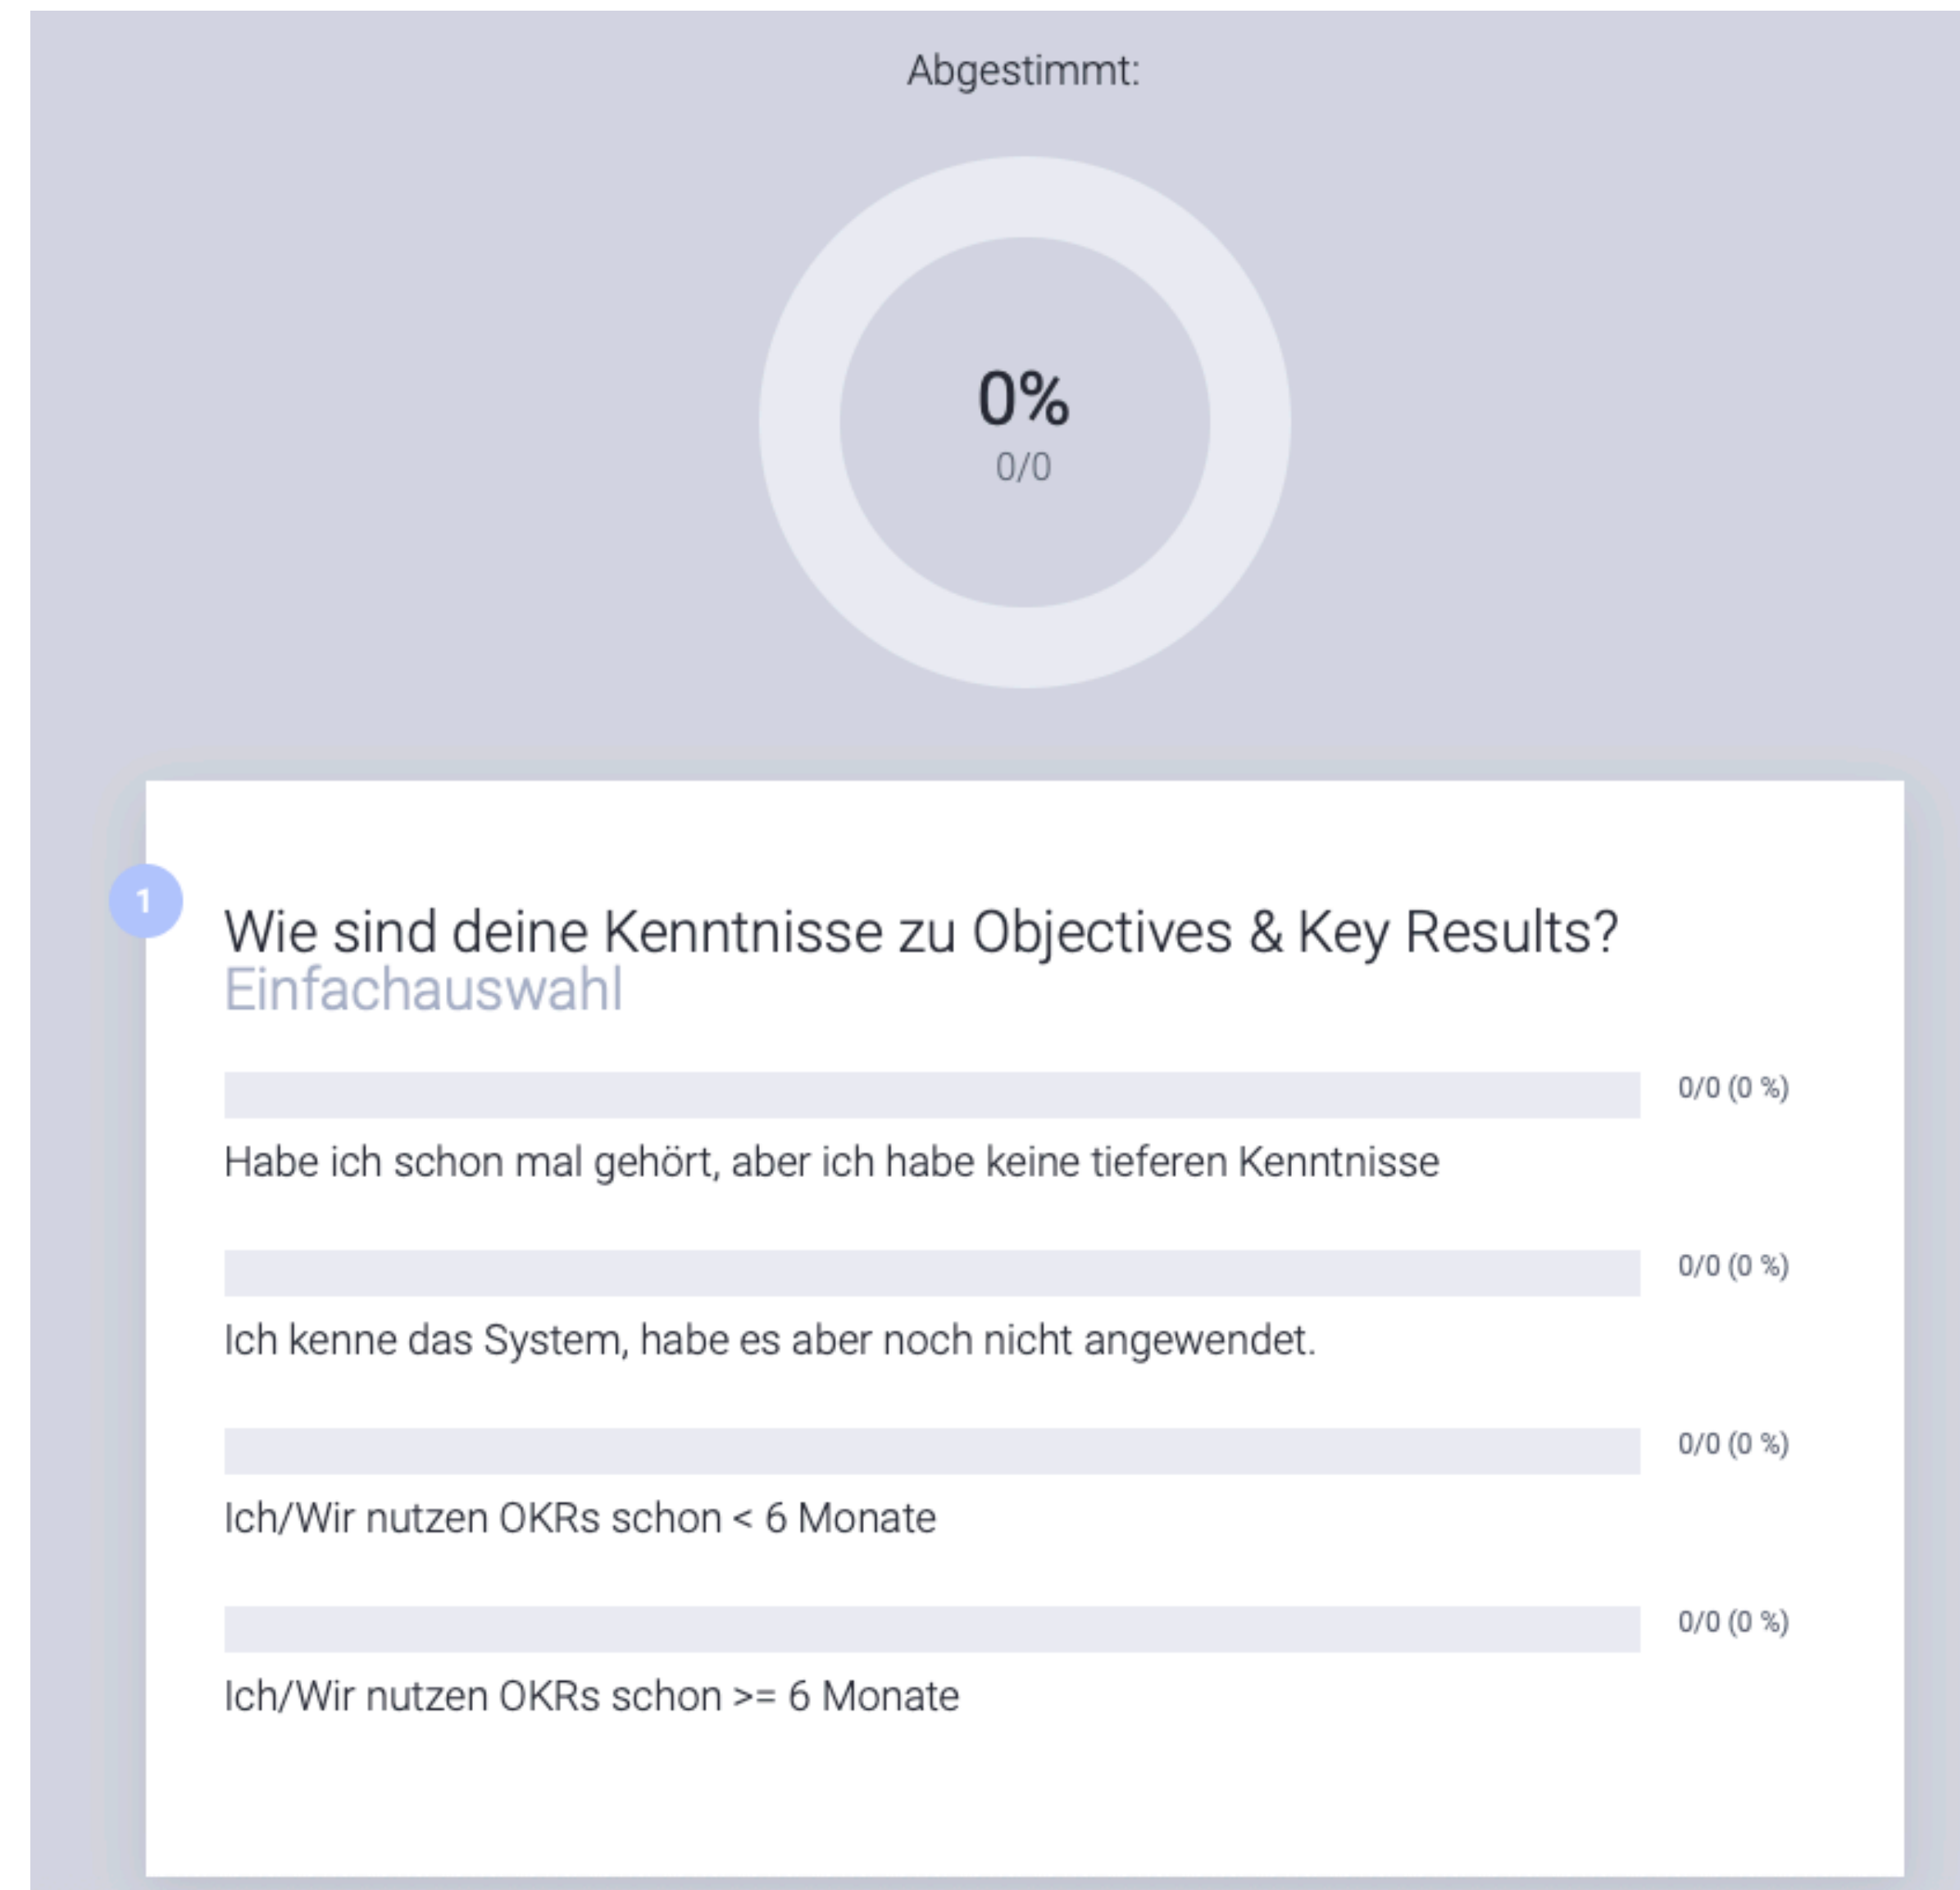 Abgestimmt:
0%
0/0
1
Wie sind deine Kenntnisse zu Objectives & Key Results?
Einfachauswahl
0/0 (0 %)
Habe ich schon mal gehört, aber ich habe keine tieferen Kenntnisse
0/0 (0 %)
Ich kenne das System, habe es aber noch nicht angewendet.
0/0 (0 %)
Ich/Wir nutzen OKRs schon < 6 Monate
0/0 (0 %)
Ich/Wir nutzen OKRs schon >= 6 Monate